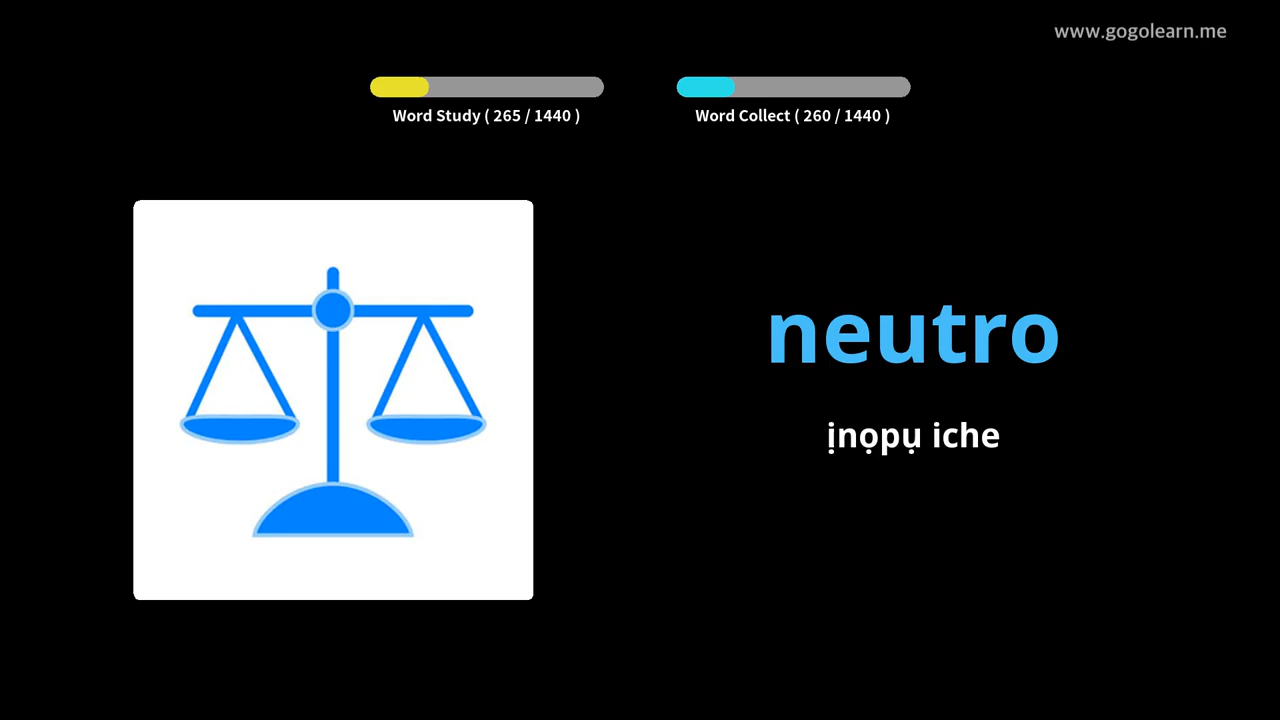 www.gogolearn.me
Word Study ( 265 / 1440 )
Word Collect ( 260 / 1440 )
neutro
ịnọpụ iche